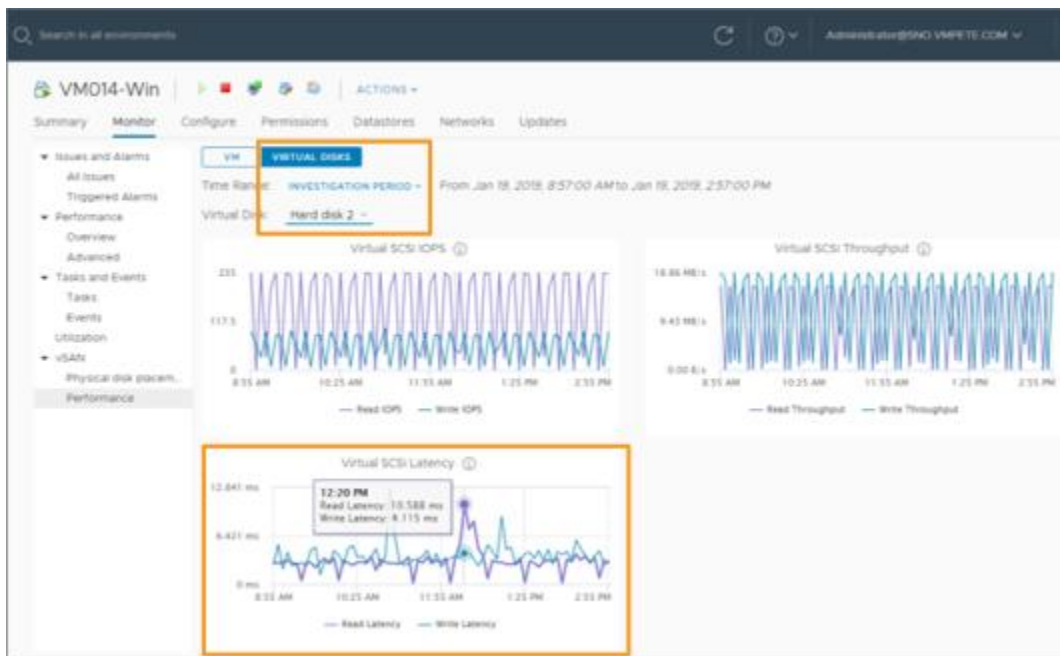 Search in all environments
Administrator@SNO.VMPETE.COM
VM014-Win
ACTIONS
Summary Monitor Configure Permissions Datastores Networks Updates
Issues and Alarms
All Issues
Triggered Alarms
Performance
Overview
Advanced
Tasks and Events
Tasks
Events
Utilization
vSAN
Physical disk placem...
Performance
VM VIRTUAL DISKS
Time Range: INVESTIGATION PERIOD From Jan 19, 2019, 8:57:00 AM to Jan 19, 2019, 2:57:00 PM
Virtual Disk: Hard disk 2
Virtual SCSI IOPS
235
117.5
0
8:55 AM 10:25 AM 11:55 AM 1:25 PM 2:55 PM
Read IOPS Write IOPS
Virtual SCSI Throughput
18.86 MB/s
9.43 MB/s
0.00 B/s
8:55 AM 10:25 AM 11:55 AM 1:25 PM 2:55 PM
Read Throughput Write Throughput
Virtual SCSI Latency
12.841 ms
6.421 ms
0 ms
12:20 PM
Read Latency: 10.588 ms
Write Latency: 4.115 ms
8:55 AM 10:25 AM 11:55 AM 1:25 PM 2:55 PM
Read Latency Write Latency